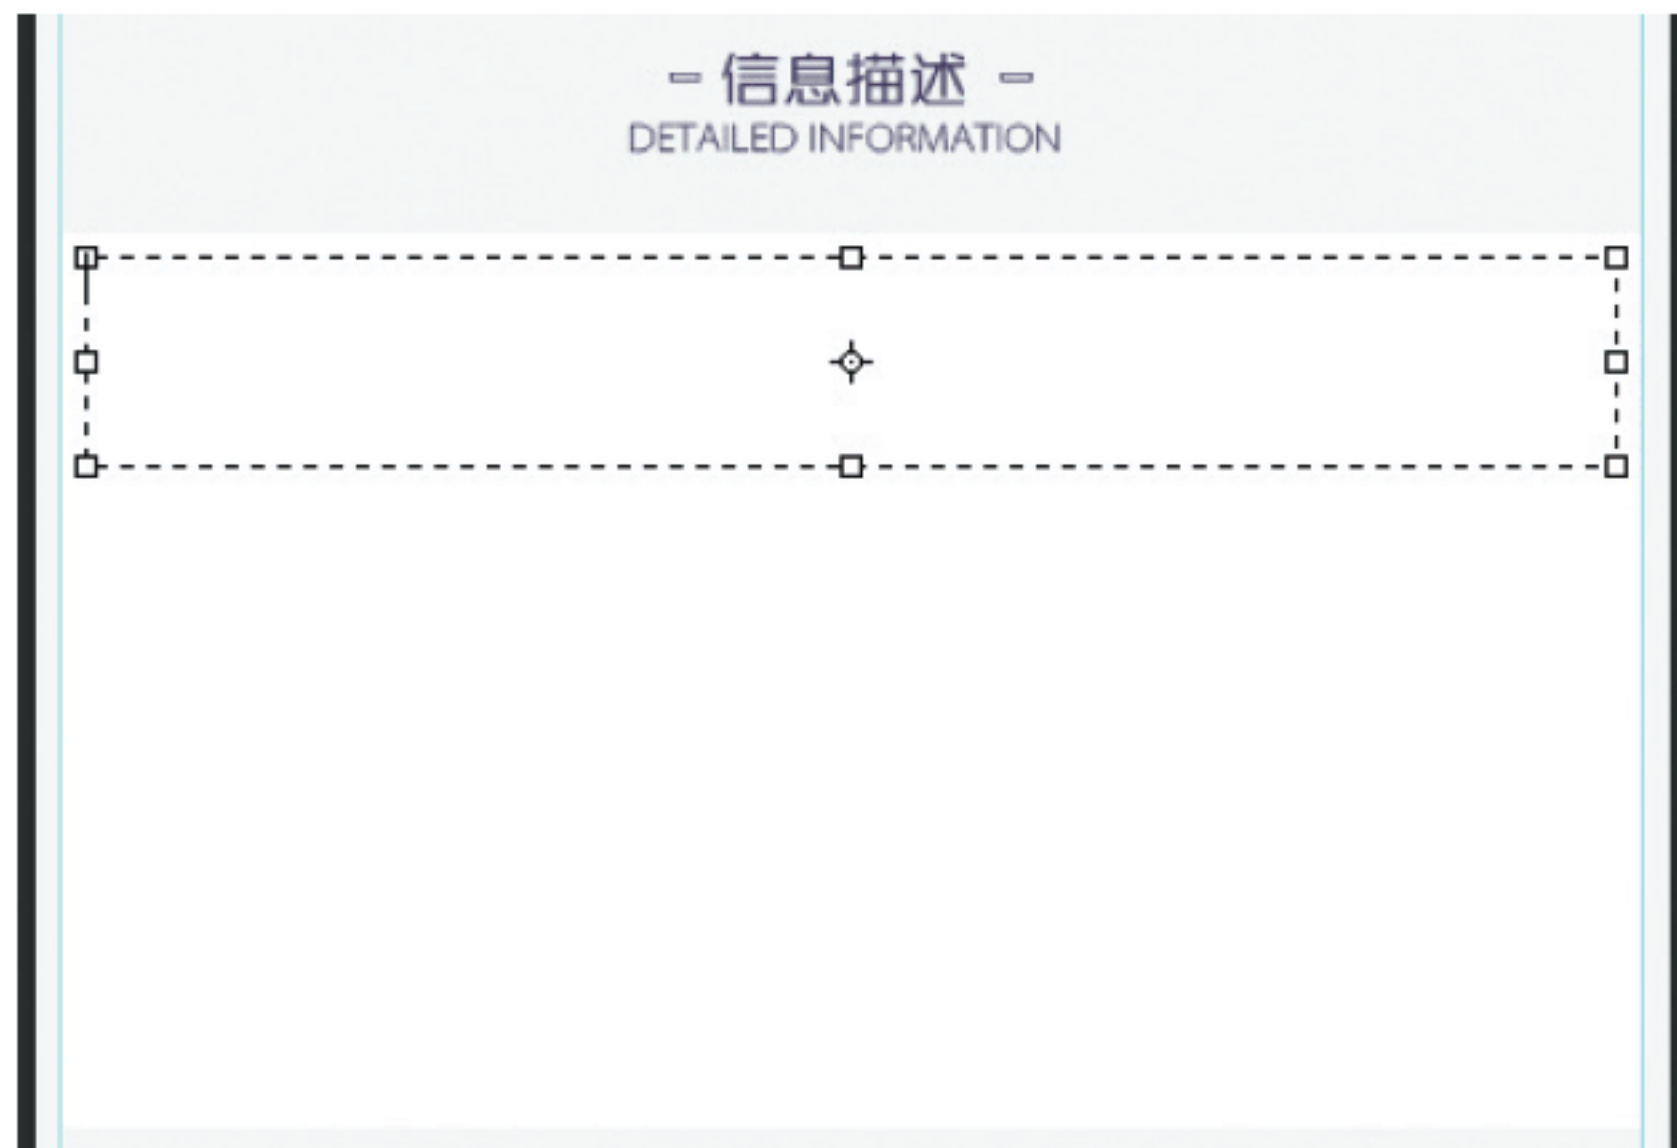 - 信息描述 -
DETAILED INFORMATION